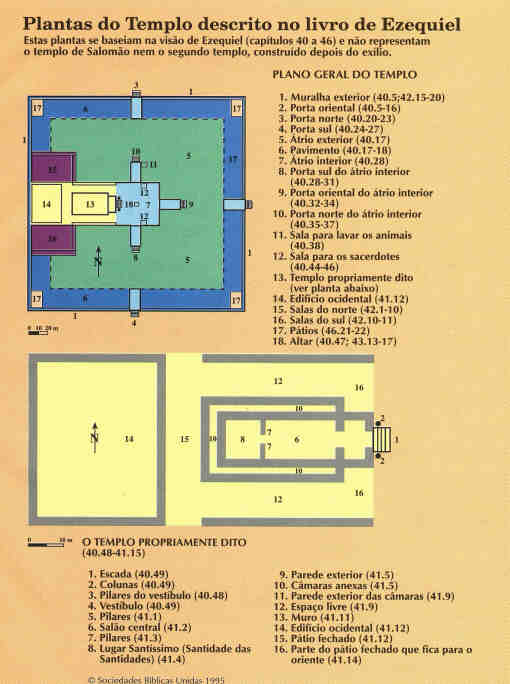 Plantas do Templo descrito no livro de Ezequiel
Estas plantas se baseiam na visão de Ezequiel (capítulos 40 a 46) e não representam
o templo de Salomão nem o segundo templo, construído depois do exílio.
PLANO GERAL DO TEMPLO
1. Muralha exterior (40.5;42.15-20)
2. Porta oriental (40.5-16)
3. Porta norte (40.20-23)
4. Porta sul (40.24-27)
5. Átrio exterior (40.17)
6. Pavimento (40.17-18)
7. Átrio interior (40.28)
8. Porta sul do átrio interior
(40.28-31)
9. Porta oriental do átrio interior
(40.32-34)
10. Porta norte do átrio interior
(40.35-37)
11. Sala para lavar os animais
(40.38)
12. Sala para os sacerdotes
(40.44-46)
13. Templo propriamente dito
(ver planta abaixo)
14. Edifício ocidental (41.12)
15. Salas do norte (42.1-10)
16. Salas do sul (42.10-11)
17. Pátios (46.21-22)
18. Altar (40.47; 43.13-17)
3
1
17
6
17
1
10
5
11
17
15
12
14
13
18
7
9
2
12
16
N
8
5
1
17
6
17
1
4
0 10 20 m
12
16
10
2
7
N
14
15
10
8
6
1
7
2
10
12
16
0
10 m
O TEMPLO PROPRIAMENTE DITO
(40.48-41.15)
1. Escada (40.49)
2. Colunas (40.49)
3. Pilares do vestíbulo (40.48)
4. Vestíbulo (40.49)
5. Pilares (41.1)
6. Salão central (41.2)
7. Pilares (41.3)
8. Lugar Santíssimo (Santidade das
Santidades) (41.4)
9. Parede exterior (41.5)
10. Câmaras anexas (41.5)
11. Parede exterior das câmaras (41.9)
12. Espaço livre (41.9)
13. Muro (41.11)
14. Edifício ocidental (41.12)
15. Pátio fechado (41.12)
16. Parte do pátio fechado que fica para o
oriente (41.14)
© Sociedades Bíblicas Unidas 1995